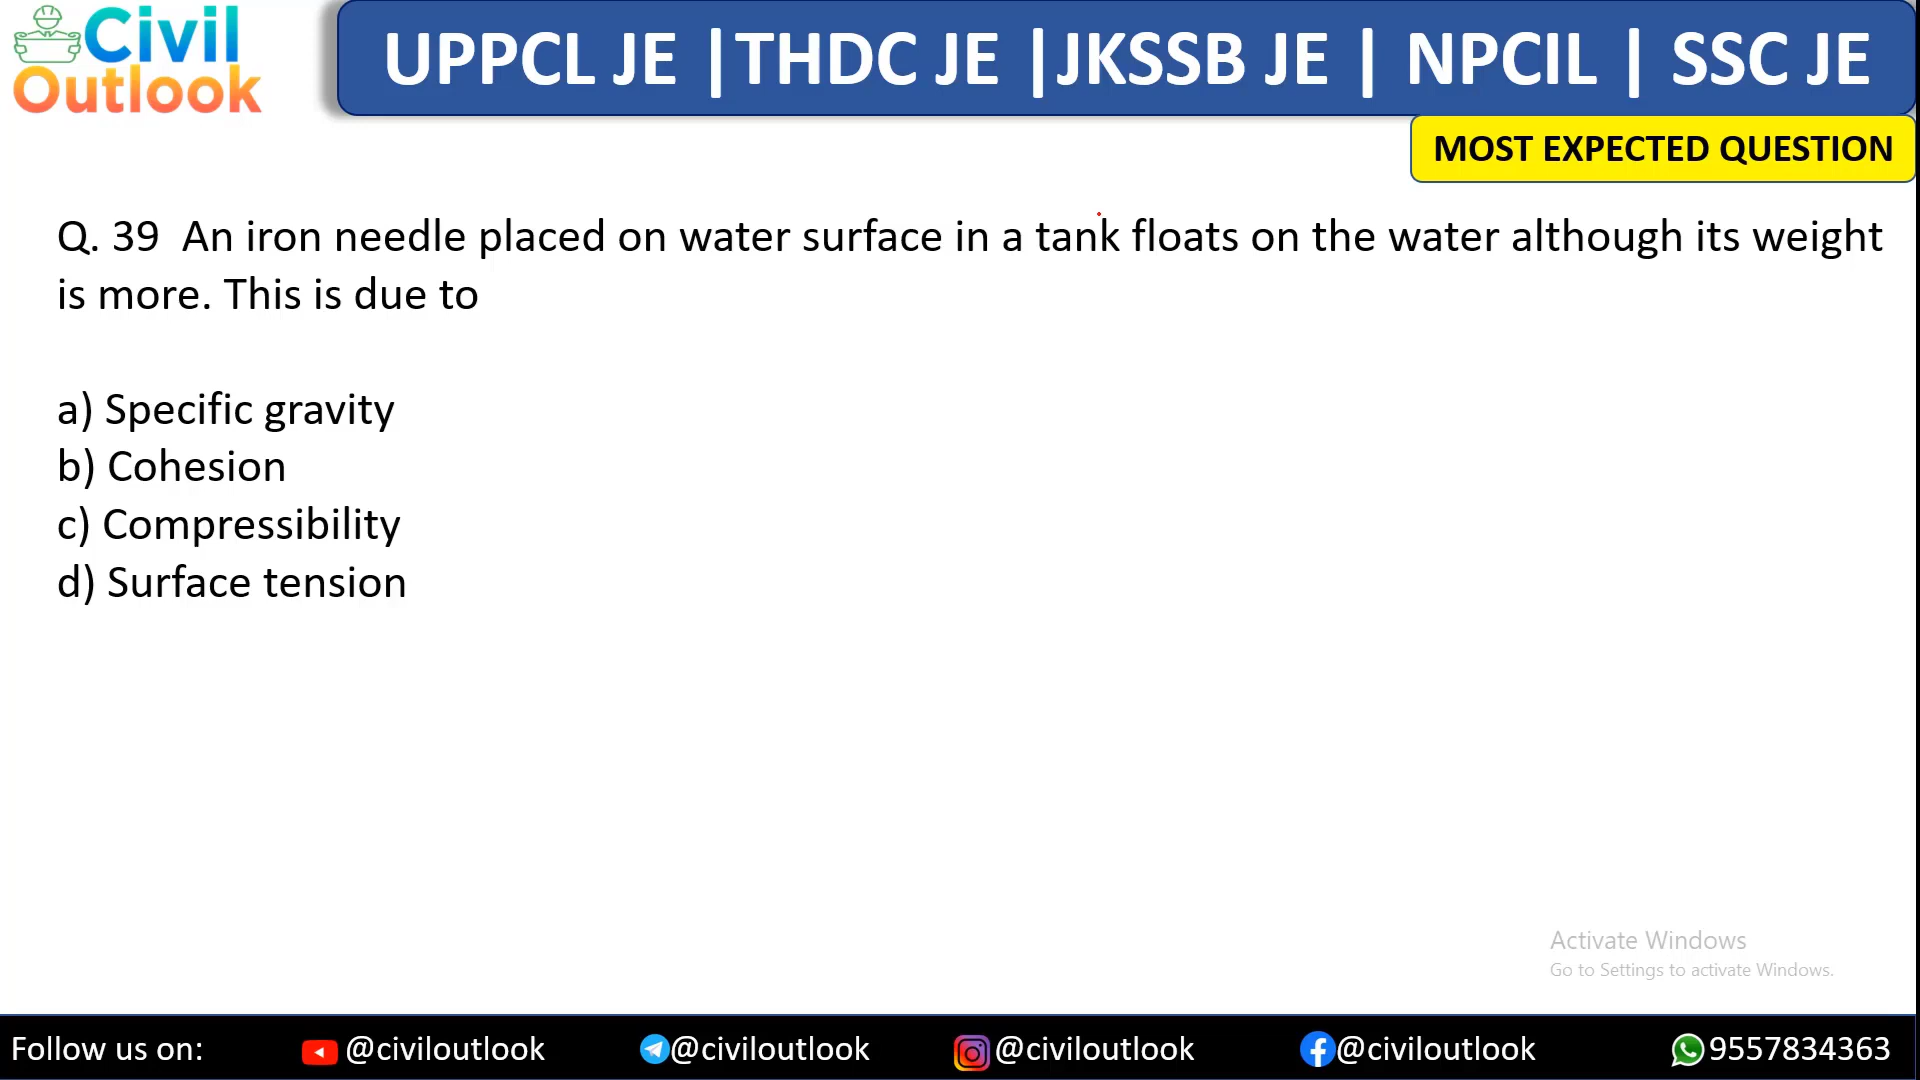 Civil
Outlook
UPPCL JE |THDC JE |JKSSB JE | NPCIL | SSC JE
MOST EXPECTED QUESTION
Q. 39 An iron needle placed on water surface in a tank floats on the water although its weight
is more. This is due to
a) Specific gravity
b) Cohesion
c) Compressibility
d) Surface tension
Activate Windows
Go to Settings to activate Windows.
Follow us on: @civiloutlook @civiloutlook @civiloutlook @civiloutlook 9557834363